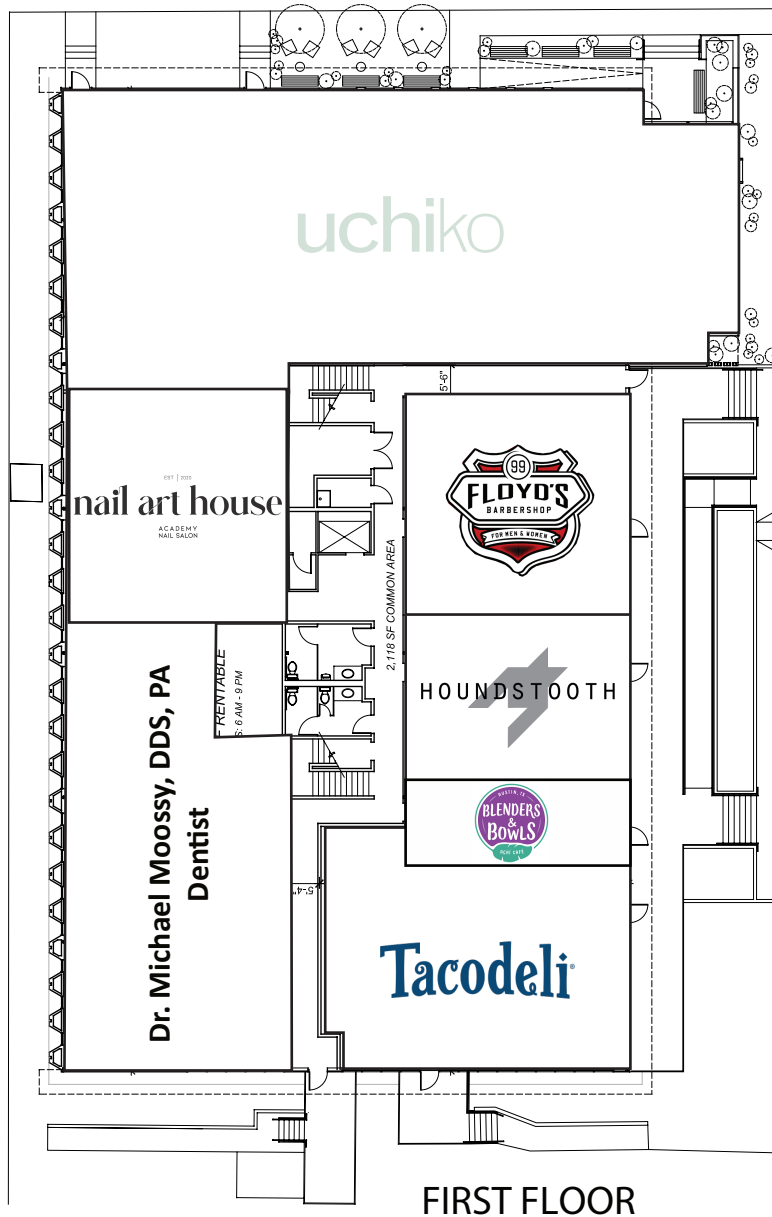 uchiko
5'-6"
EST | 2020
nail art house
ACADEMY
NAIL SALON
99
FLOYD'S
BARBERSHOP
FOR MEN & WOMEN
2,118 SF COMMON AREA
RENTABLE
S: 6 AM - 9 PM
HOUNDSTOOTH
Dr. Michael Moossy, DDS, PA
Dentist
AUSTIN, TX
BLENDERS
&
BOWLS
ACAI CAFE
5'-4"
Tacodeli®
FIRST FLOOR